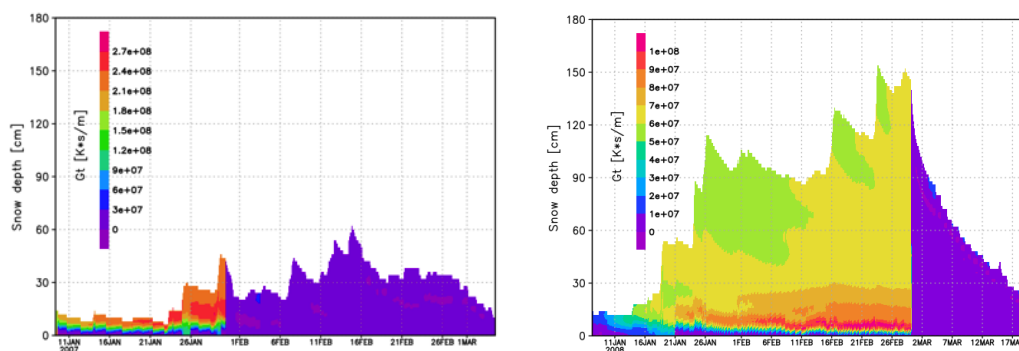 180
150
120
90
60
30
0
Snow depth [cm]
Gt [K*s/m]
2.7e+08
2.4e+08
2.1e+08
1.8e+08
1.5e+08
1.2e+08
9e+07
6e+07
3e+07
0
11JAN 16JAN 21JAN 26JAN 1FEB 6FEB 11FEB 16FEB 21FEB 26FEB 1MAR
2007
180
150
120
90
60
30
0
Snow depth [cm]
Gt [K*s/m]
1e+08
9e+07
8e+07
7e+07
6e+07
5e+07
4e+07
3e+07
2e+07
1e+07
0
11JAN 16JAN 21JAN 26JAN 1FEB 6FEB 11FEB 16FEB 21FEB 26FEB 2MAR 7MAR 12MAR 17MAR
2008